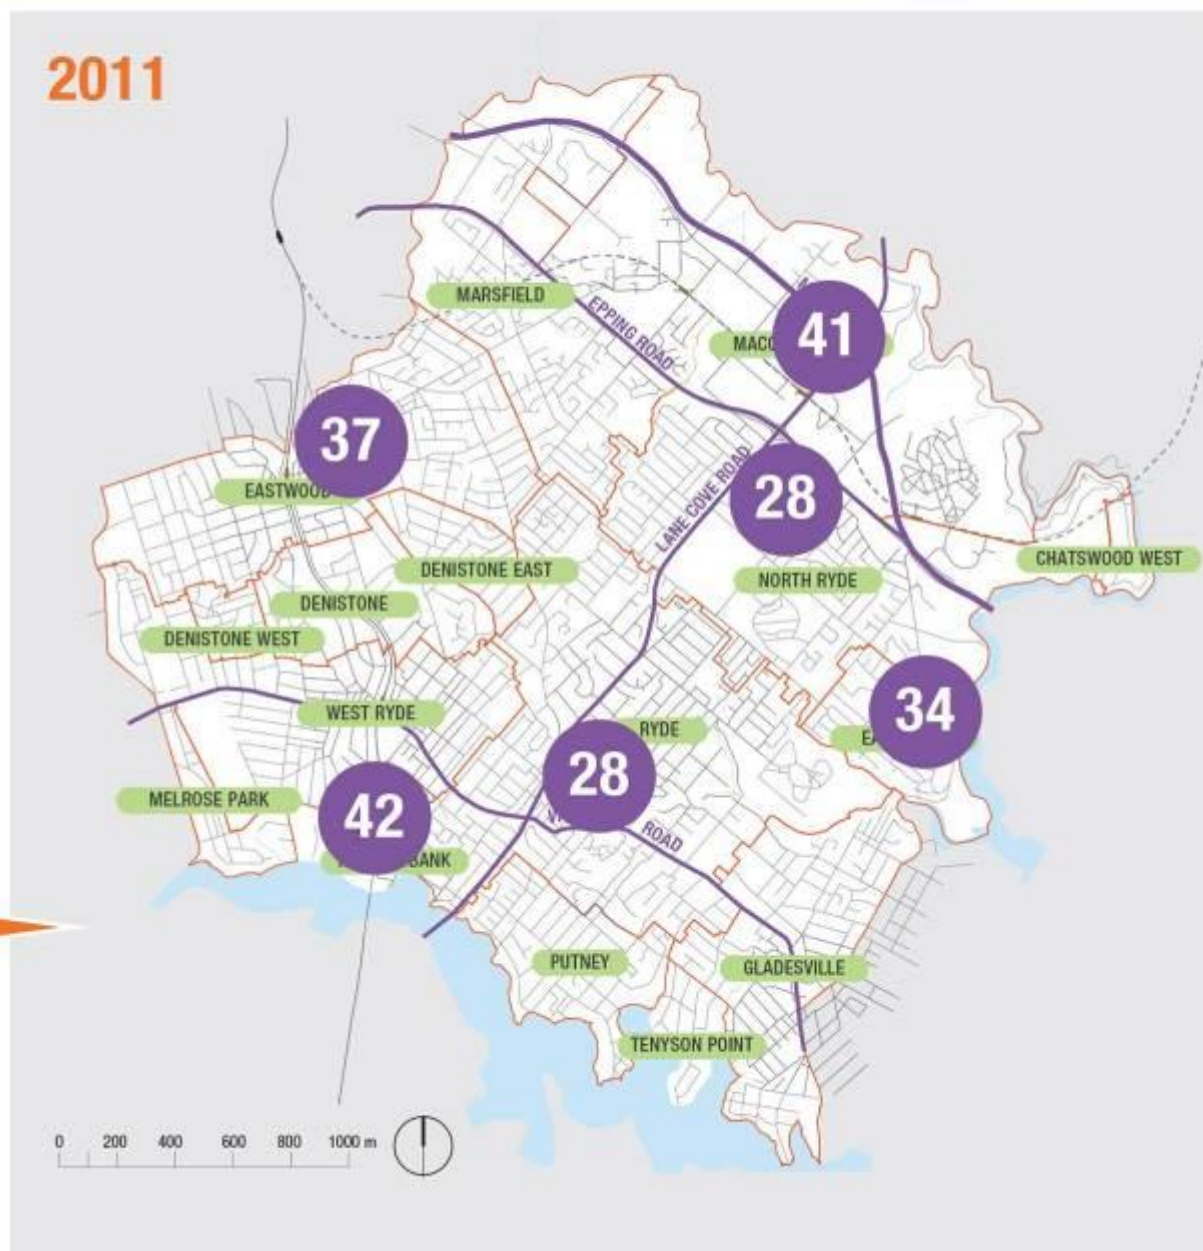 2011
MARSFIELD
EPPING ROAD
41
37
EASTWOOD
LANE COVE ROAD
28
CHATSWOOD WEST
DENISTONE EAST
NORTH RYDE
DENISTONE
DENISTONE WEST
34
WEST RYDE
RYDE
28
MELROSE PARK
42
ROAD
BANK
PUTNEY
GLADESVILLE
TENYSON POINT
0 200 400 600 800 1000 m